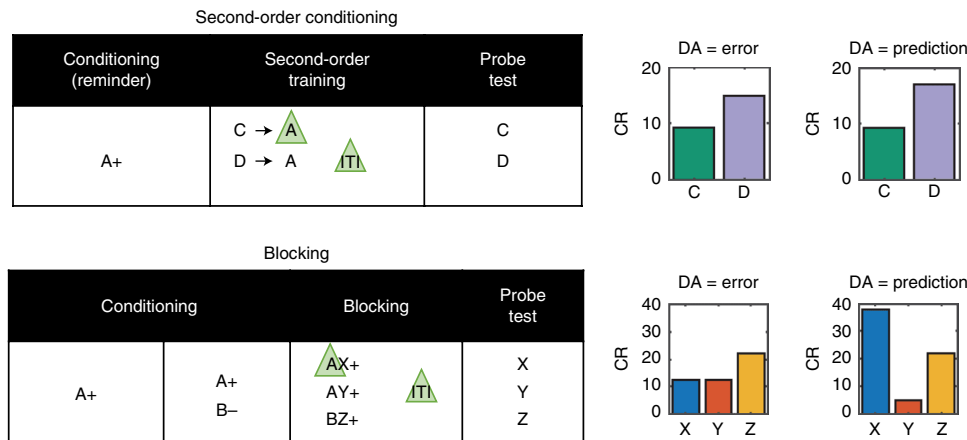 Second-order conditioning
Conditioning (reminder)
Second-order training
Probe test
A+
C → A
D → A ITI
C
D
DA = error
20
10
0
CR
C D
DA = prediction
20
10
0
CR
C D
Blocking
Conditioning
Blocking
Probe test
A+
A+
B–
AX+
AY+ ITI
BZ+
X
Y
Z
DA = error
40
30
20
10
0
CR
X Y Z
DA = prediction
40
30
20
10
0
CR
X Y Z